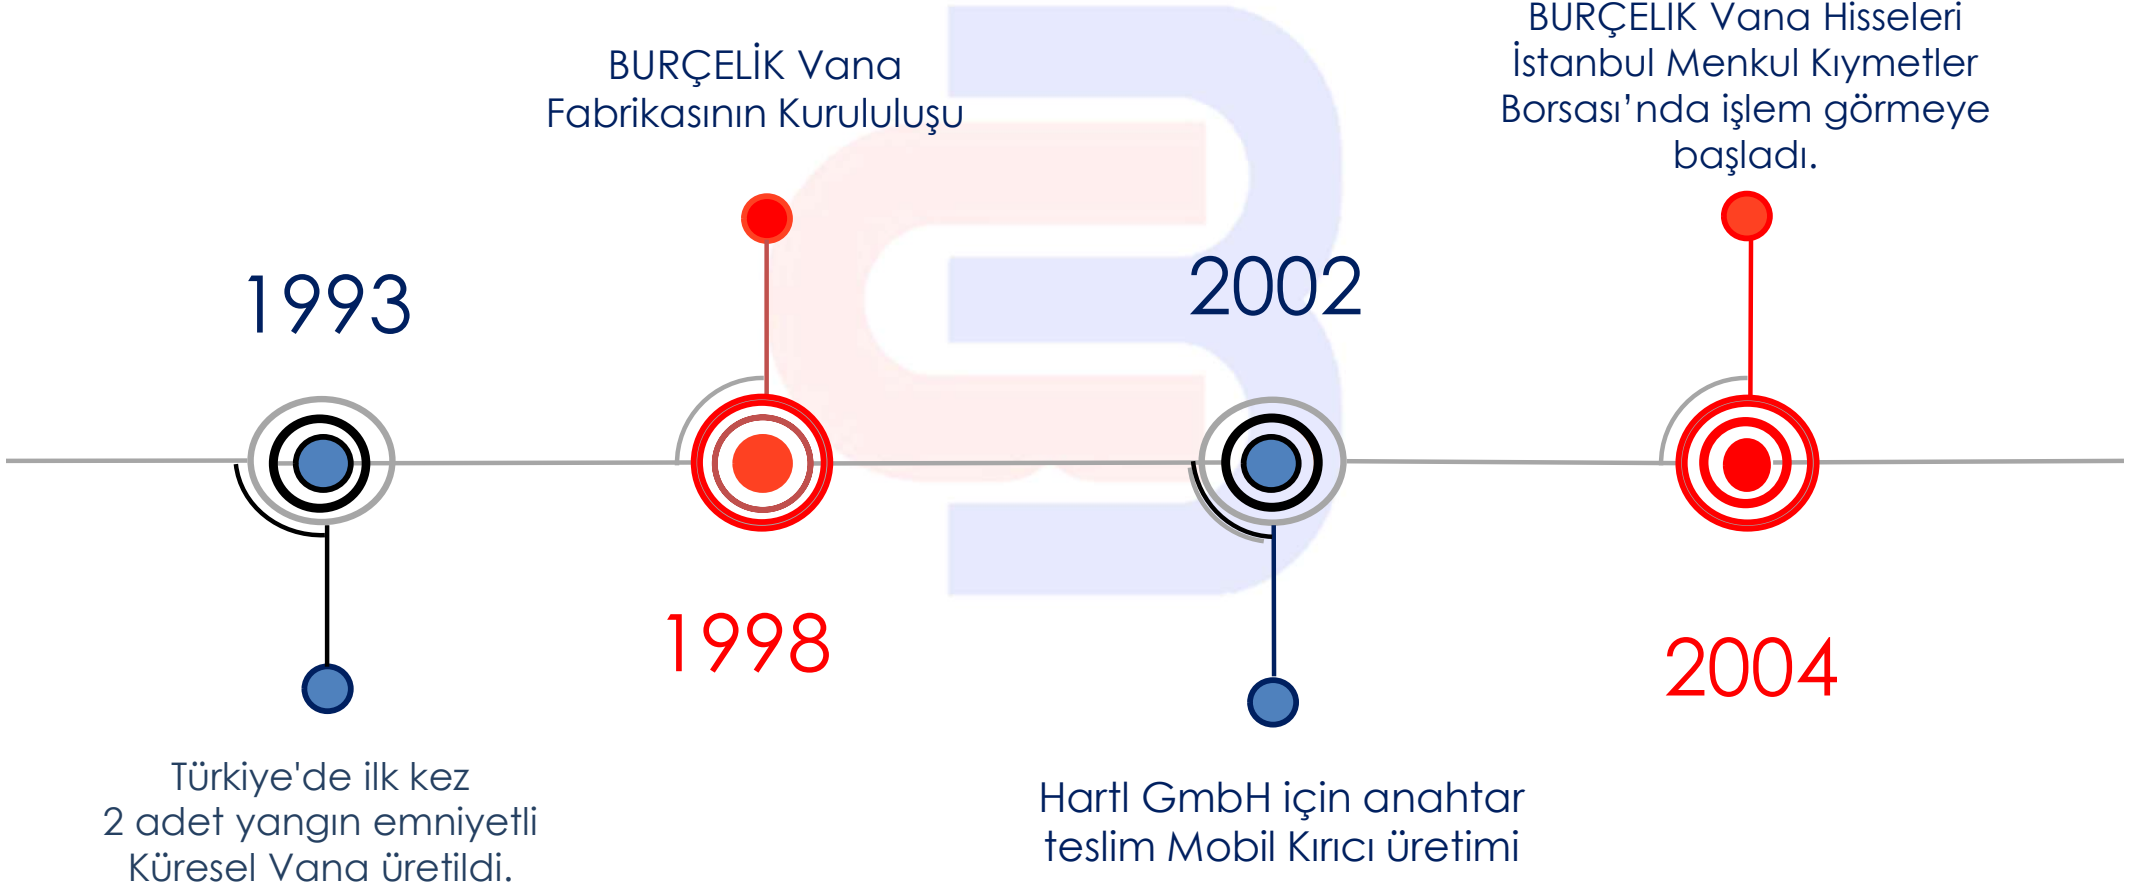 1993
Türkiye'de ilk kez
2 adet yangın emniyetli
Küresel Vana üretildi.
BURÇELİK Vana
Fabrikasının Kurululuşu
1998
2002
Hartl GmbH için anahtar
teslim Mobil Kırıcı üretimi
BURÇELİK Vana Hisseleri
İstanbul Menkul Kıymetler
Borsası’nda işlem görmeye
başladı.
2004